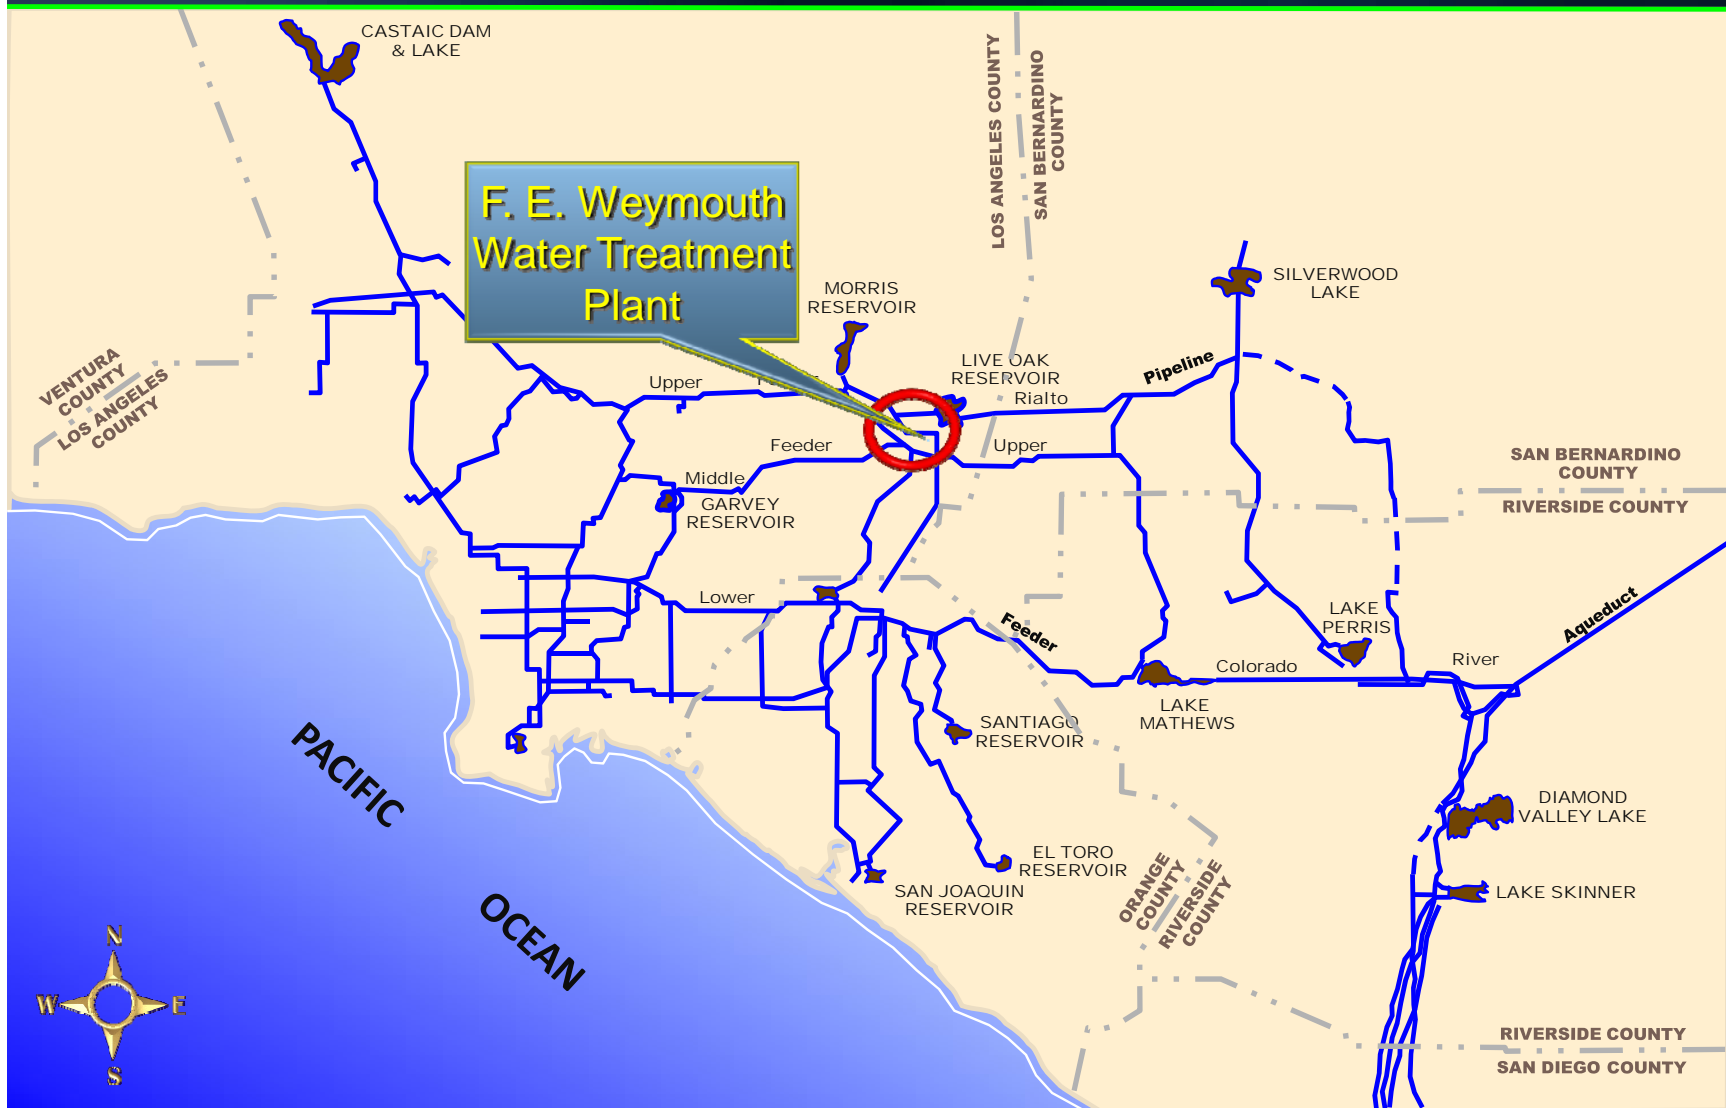 CASTAIC DAM
& LAKE
LOS ANGELES COUNTY
SAN BERNARDINO
COUNTY
F. E. Weymouth
Water Treatment
Plant
MORRIS
RESERVOIR
SILVERWOOD
LAKE
VENTURA
COUNTY
LOS ANGELES
COUNTY
LIVE OAK
RESERVOIR
Pipeline
Rialto
Upper
Feeder
Upper
Middle
GARVEY
RESERVOIR
SAN BERNARDINO
COUNTY
RIVERSIDE COUNTY
Lower
Feeder
LAKE
PERRIS
Aqueduct
Colorado
River
LAKE
MATHEWS
SANTIAGO
RESERVOIR
PACIFIC
OCEAN
DIAMOND
VALLEY LAKE
EL TORO
RESERVOIR
SAN JOAQUIN
RESERVOIR
ORANGE
COUNTY
RIVERSIDE
COUNTY
LAKE SKINNER
N
W
E
S
RIVERSIDE COUNTY
SAN DIEGO COUNTY